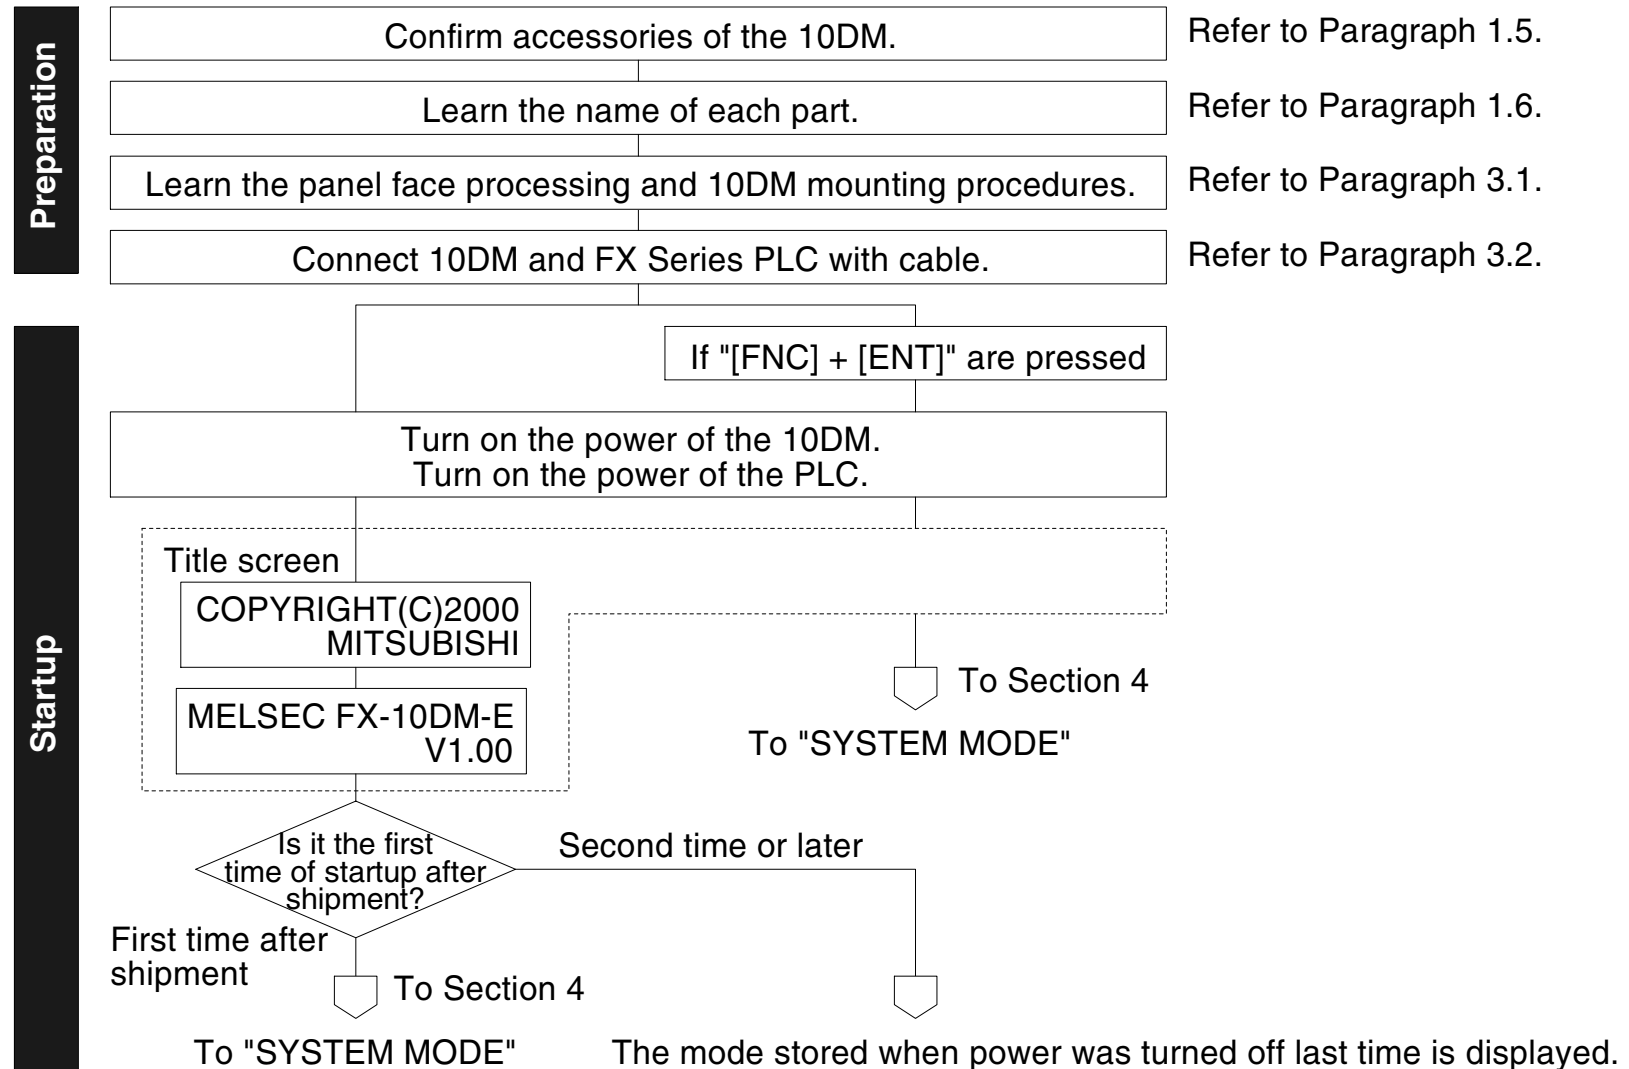 Preparation
Confirm accessories of the 10DM.
Refer to Paragraph 1.5.
Learn the name of each part.
Refer to Paragraph 1.6.
Learn the panel face processing and 10DM mounting procedures.
Refer to Paragraph 3.1.
Connect 10DM and FX Series PLC with cable.
Refer to Paragraph 3.2.
Startup
If "[FNC] + [ENT]" are pressed
Turn on the power of the 10DM.
Turn on the power of the PLC.
Title screen
COPYRIGHT(C)2000
MITSUBISHI
MELSEC FX-10DM-E
V1.00
To Section 4
To "SYSTEM MODE"
Is it the first
time of startup after
shipment?
Second time or later
First time after
shipment
To Section 4
To "SYSTEM MODE"
The mode stored when power was turned off last time is displayed.